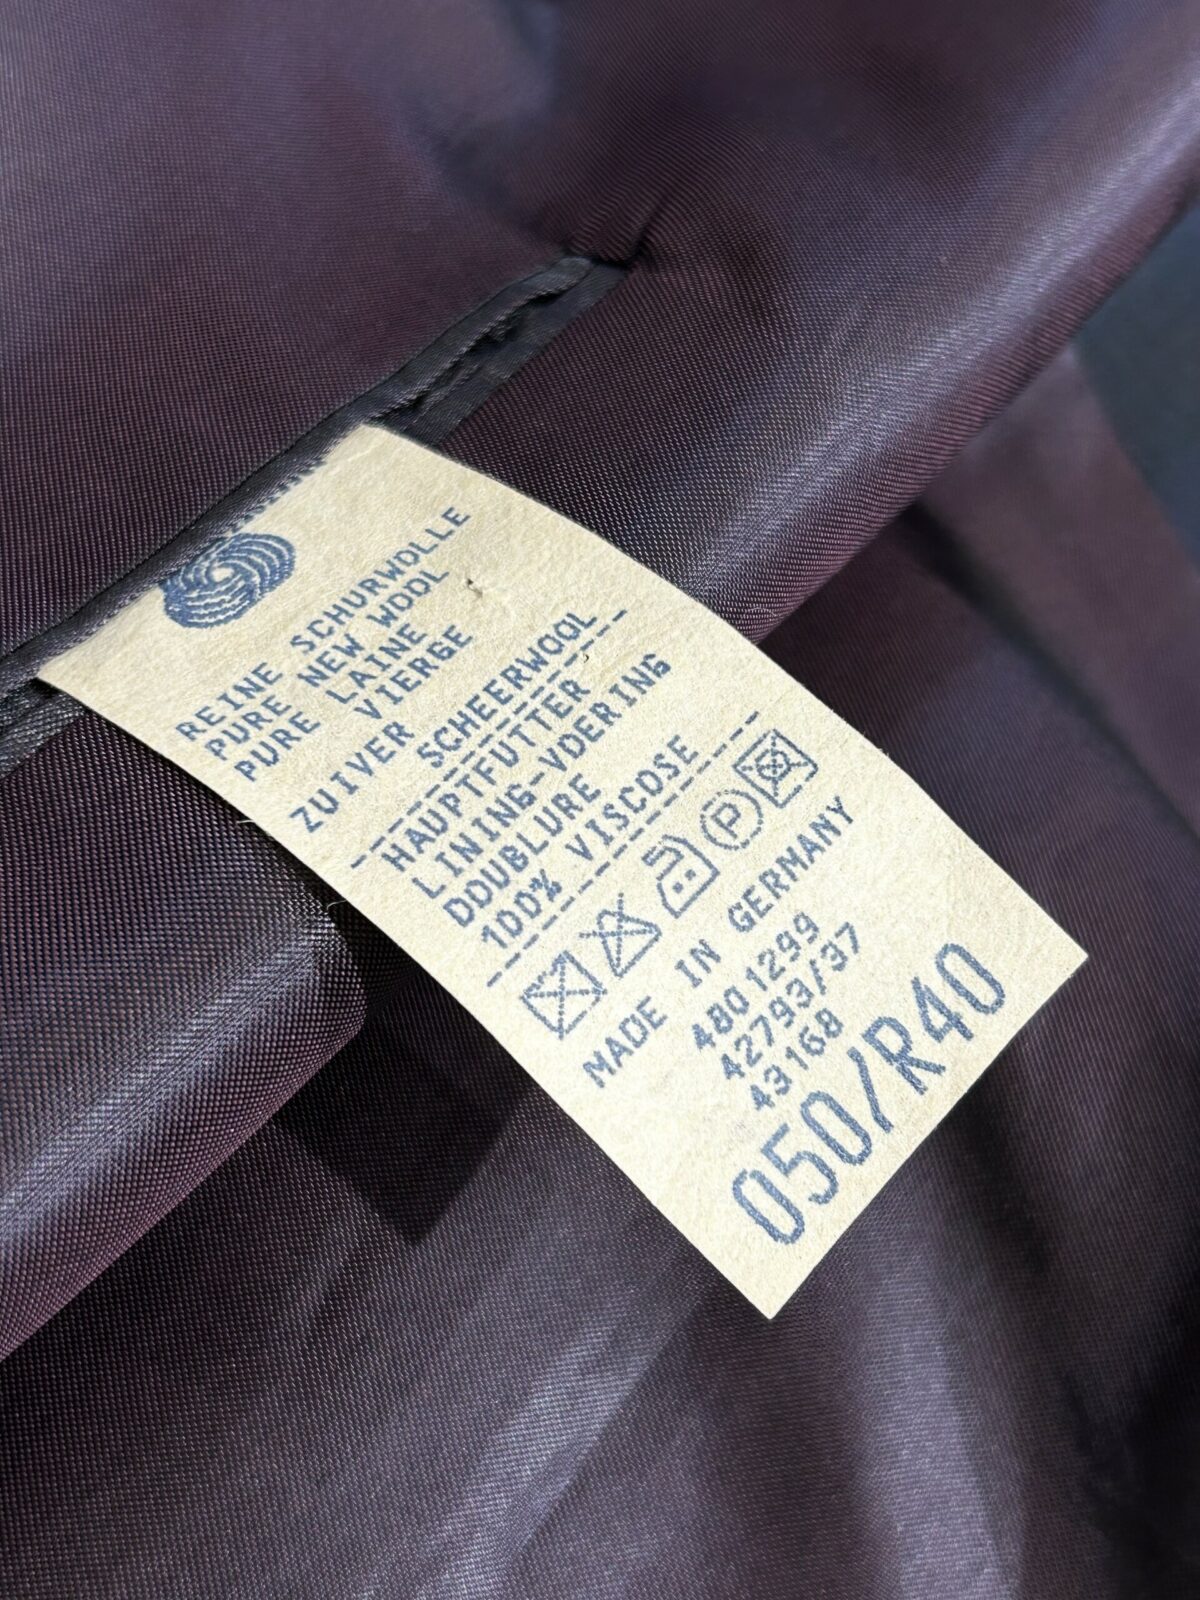 REINE SCHURWOLLE
PURE NEW WOOL
PURE LAINE
VIERGE
ZUIVER SCHEERWOOL
HAUPTFUTTER
LINING-VOERING
DOUBLURE
100% VISCOSE
P
MADE IN GERMANY
4801299
42793/37
43168
050/R40